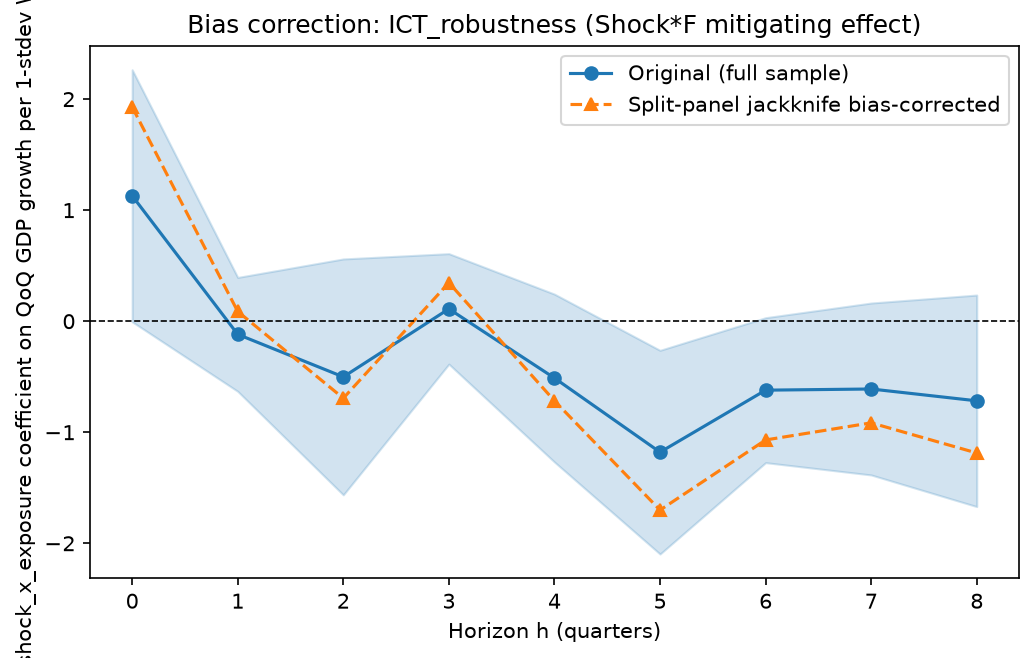 Bias correction: ICT_robustness (Shock*F mitigating effect)
shock_x_exposure coefficient on QoQ GDP growth per 1-stdev
Original (full sample)
Split-panel jackknife bias-corrected
2
1
0
−1
−2
0 1 2 3 4 5 6 7 8
Horizon h (quarters)